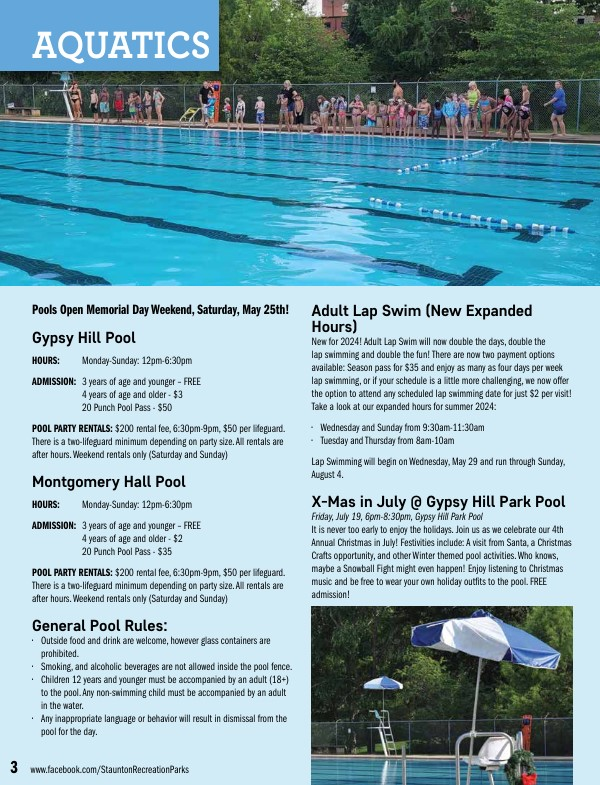 AQUATICS
Pools Open Memorial Day Weekend, Saturday, May 25th!
Gypsy Hill Pool
HOURS: Monday-Sunday: 12pm-6:30pm
ADMISSION: 3 years of age and younger – FREE
4 years of age and older - $3
20 Punch Pool Pass - $50
POOL PARTY RENTALS: $200 rental fee, 6:30pm-9pm, $50 per lifeguard.
There is a two-lifeguard minimum depending on party size. All rentals are
after hours. Weekend rentals only (Saturday and Sunday)
Montgomery Hall Pool
HOURS: Monday-Sunday: 12pm-6:30pm
ADMISSION: 3 years of age and younger – FREE
4 years of age and older - $2
20 Punch Pool Pass - $35
POOL PARTY RENTALS: $200 rental fee, 6:30pm-9pm, $50 per lifeguard.
There is a two-lifeguard minimum depending on party size. All rentals are
after hours. Weekend rentals only (Saturday and Sunday)
General Pool Rules:
· Outside food and drink are welcome, however glass containers are
prohibited.
· Smoking, and alcoholic beverages are not allowed inside the pool fence.
· Children 12 years and younger must be accompanied by an adult (18+)
to the pool. Any non-swimming child must be accompanied by an adult
in the water.
· Any inappropriate language or behavior will result in dismissal from the
pool for the day.
Adult Lap Swim (New Expanded
Hours)
New for 2024! Adult Lap Swim will now double the days, double the
lap swimming and double the fun! There are now two payment options
available: Season pass for $35 and enjoy as many as four days per week
lap swimming, or if your schedule is a little more challenging, we now offer
the option to attend any scheduled lap swimming date for just $2 per visit!
Take a look at our expanded hours for summer 2024:
· Wednesday and Sunday from 9:30am-11:30am
· Tuesday and Thursday from 8am-10am
Lap Swimming will begin on Wednesday, May 29 and run through Sunday,
August 4.
X-Mas in July @ Gypsy Hill Park Pool
Friday, July 19, 6pm-8:30pm, Gypsy Hill Park Pool
It is never too early to enjoy the holidays. Join us as we celebrate our 4th
Annual Christmas in July! Festivities include: A visit from Santa, a Christmas
Crafts opportunity, and other Winter themed pool activities. Who knows,
maybe a Snowball Fight might even happen! Enjoy listening to Christmas
music and be free to wear your own holiday outfits to the pool. FREE
admission!
3 www.facebook.com/StauntonRecreationParks